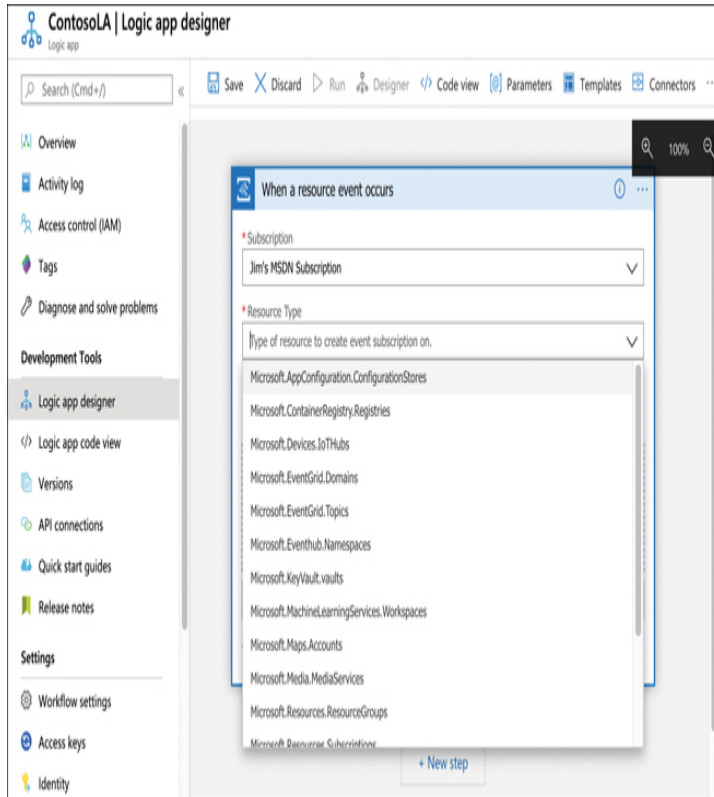 ContosoLA | Logic app designer
Logic app
Search (Cmd+/)
«
Save
Discard
Run
Designer
Code view
Parameters
Templates
Connectors
Overview
Activity log
Access control (IAM)
Tags
Diagnose and solve problems
Development Tools
Logic app designer
Logic app code view
Versions
API connections
Quick start guides
Release notes
Settings
Workflow settings
Access keys
Identity
100%
When a resource event occurs
* Subscription
Jim's MSDN Subscription
* Resource Type
Type of resource to create event subscription on.
Microsoft.AppConfiguration.ConfigurationStores
Microsoft.ContainerRegistry.Registries
Microsoft.Devices.IoTHubs
Microsoft.EventGrid.Domains
Microsoft.EventGrid.Topics
Microsoft.Eventhub.Namespaces
Microsoft.KeyVault.vaults
Microsoft.MachineLearningServices.Workspaces
Microsoft.Maps.Accounts
Microsoft.Media.MediaServices
Microsoft.Resources.ResourceGroups
Microsoft.Resources.Subscriptions
+ New step